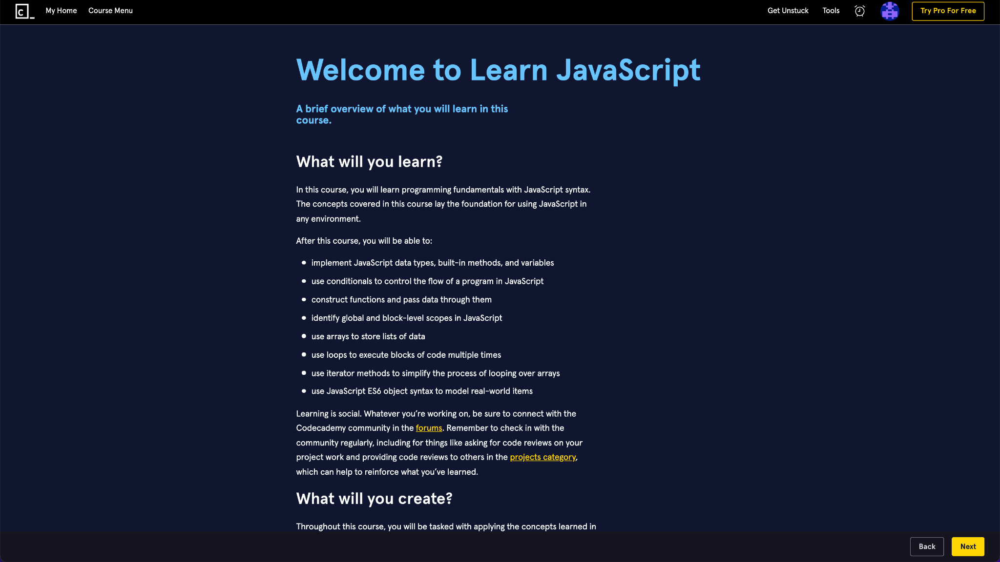 c_ My Home Course Menu Get Unstuck Tools Try Pro For Free
Welcome to Learn JavaScript
A brief overview of what you will learn in this
course.
What will you learn?
In this course, you will learn programming fundamentals with JavaScript syntax.
The concepts covered in this course lay the foundation for using JavaScript in
any environment.
After this course, you will be able to:
implement JavaScript data types, built-in methods, and variables
use conditionals to control the flow of a program in JavaScript
construct functions and pass data through them
identify global and block-level scopes in JavaScript
use arrays to store lists of data
use loops to execute blocks of code multiple times
use iterator methods to simplify the process of looping over arrays
use JavaScript ES6 object syntax to model real-world items
Learning is social. Whatever you’re working on, be sure to connect with the
Codecademy community in the forums. Remember to check in with the
community regularly, including for things like asking for code reviews on your
project work and providing code reviews to others in the projects category,
which can help to reinforce what you’ve learned.
What will you create?
Throughout this course, you will be tasked with applying the concepts learned in
Back Next